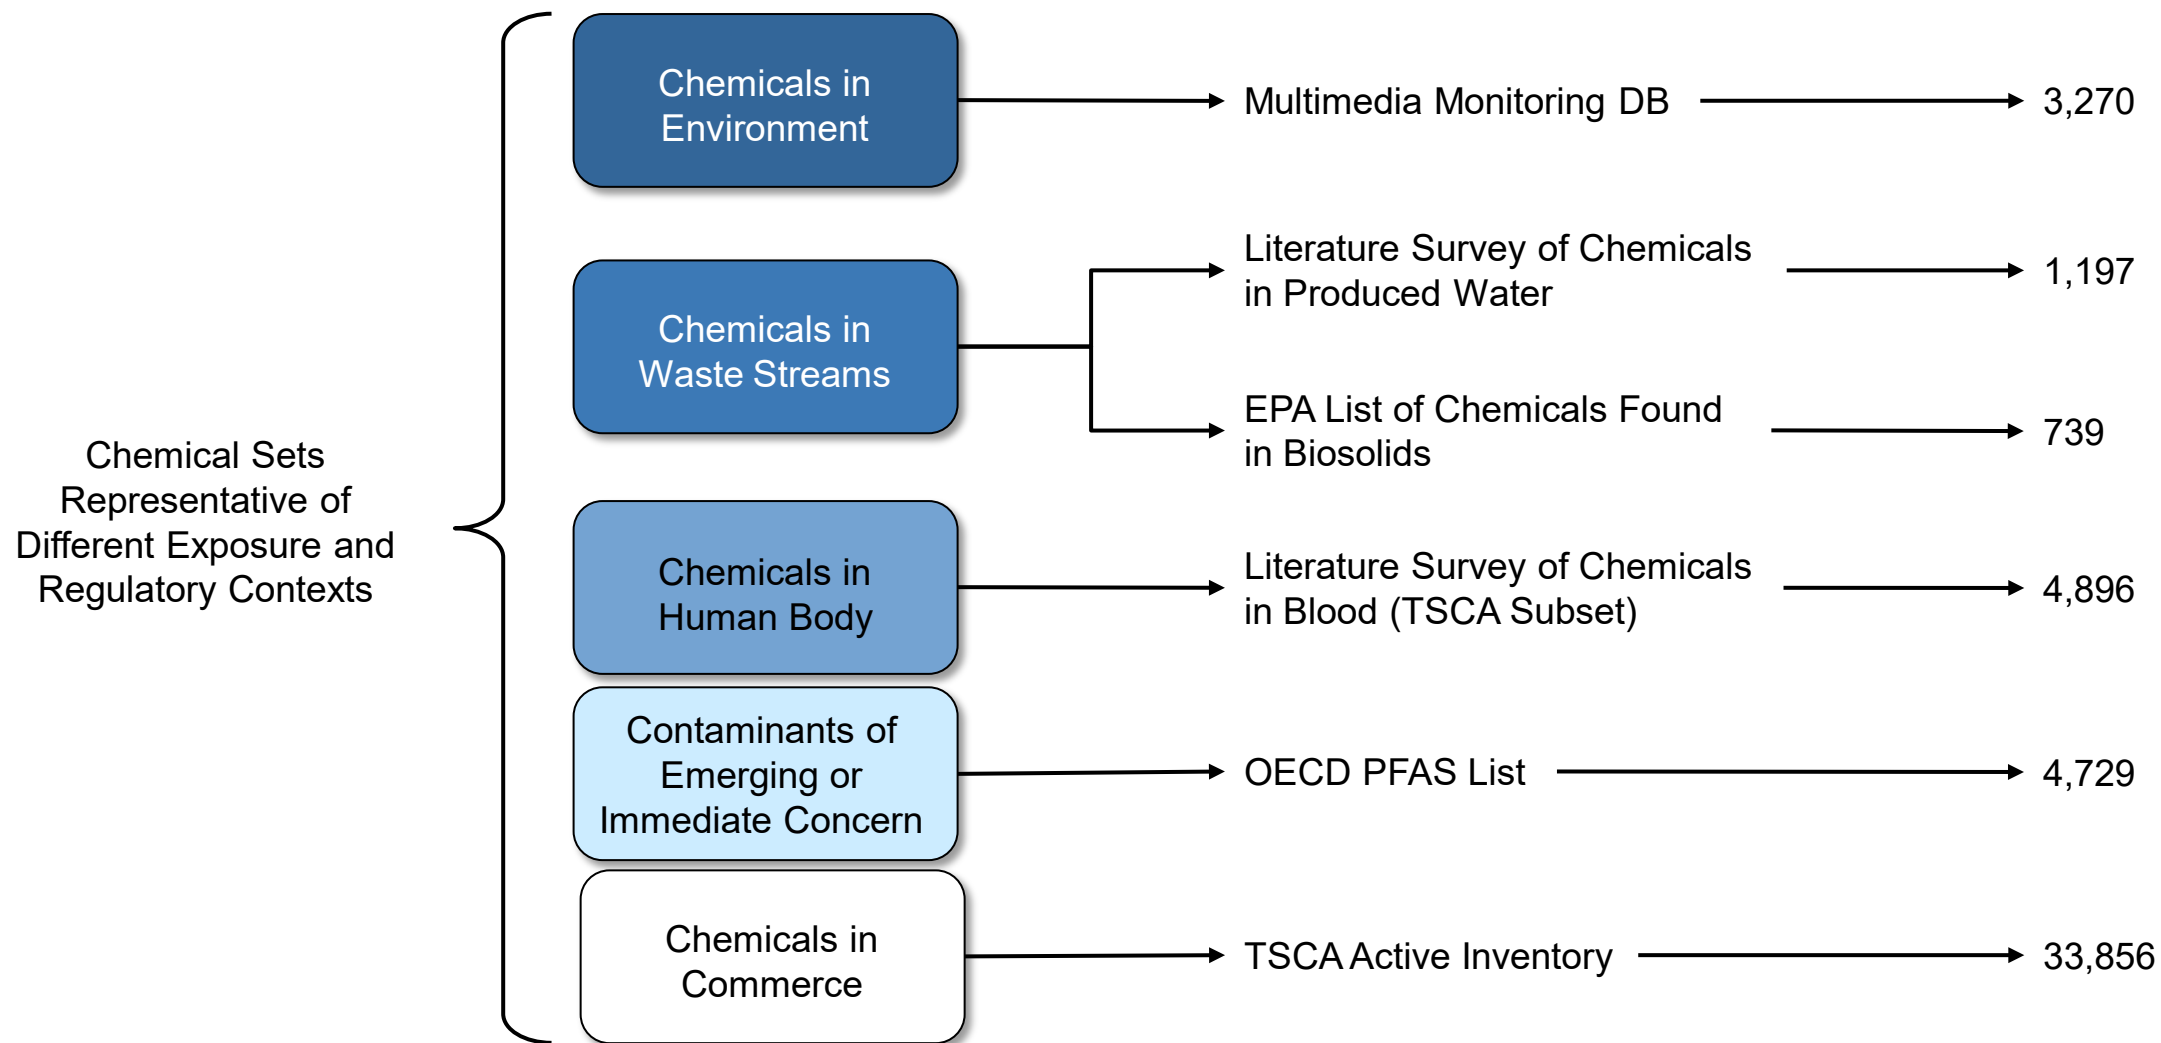 Chemical Sets
Representative of
Different Exposure and
Regulatory Contexts
Chemicals in
Environment
Multimedia Monitoring DB
3,270
Chemicals in
Waste Streams
Literature Survey of Chemicals
in Produced Water
1,197
EPA List of Chemicals Found
in Biosolids
739
Chemicals in
Human Body
Literature Survey of Chemicals
in Blood (TSCA Subset)
4,896
Contaminants of
Emerging or
Immediate Concern
OECD PFAS List
4,729
Chemicals in
Commerce
TSCA Active Inventory
33,856